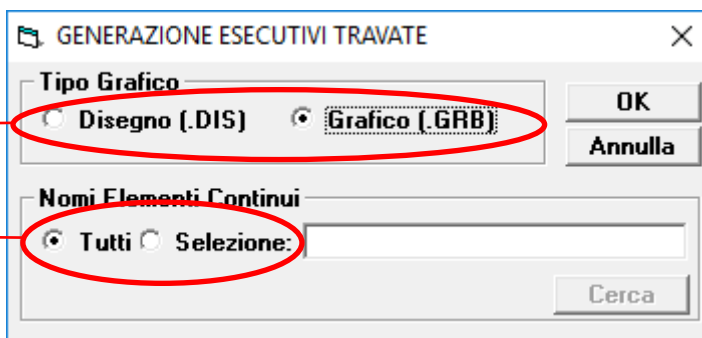 GENERAZIONE ESECUTIVI TRAVATE
Tipo Grafico
Disegno (.DIS) Grafico (.GRB)
OK
Annulla
Nomi Elementi Continui
Tutti Selezione:
Cerca